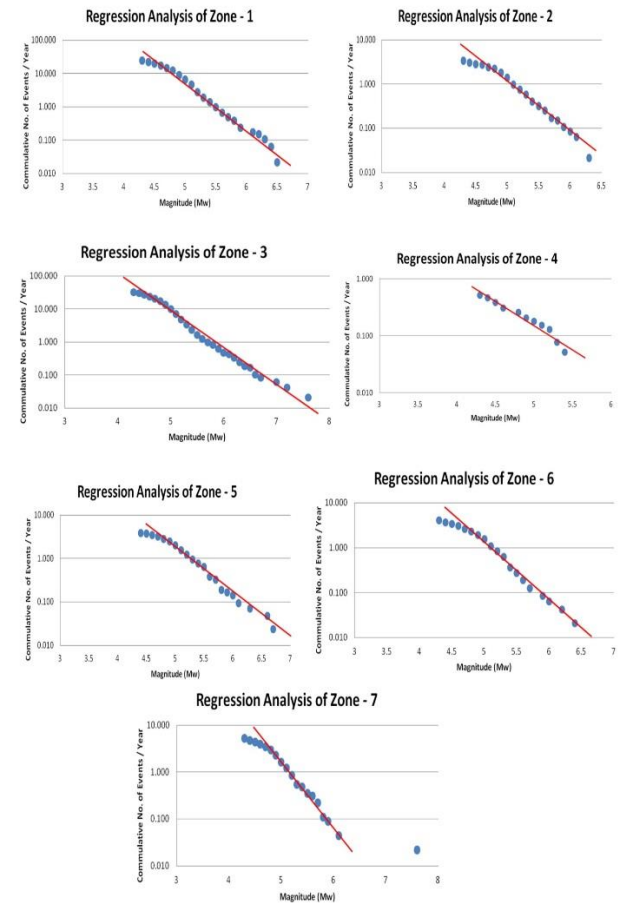 Regression Analysis of Zone - 1
Commulative No. of Events / Year
100.000
10.000
1.000
0.100
0.010
3 3.5 4 4.5 5 5.5 6 6.5 7
Magnitude (Mw)
Regression Analysis of Zone - 2
Commulative No. of Events / Year
10.000
1.000
0.100
0.010
3 3.5 4 4.5 5 5.5 6 6.5
Magnitude (Mw)
Regression Analysis of Zone - 3
Commulative No. of Events / Year
100.000
10.000
1.000
0.100
0.010
3 4 5 6 7 8
Magnitude (Mw)
Regression Analysis of Zone - 4
Commulative No. of Events / Year
1.000
0.100
0.010
3 3.5 4 4.5 5 5.5 6
Magnitude (Mw)
Regression Analysis of Zone - 5
Commulative No. of Events / Year
10.000
1.000
0.100
0.010
3 3.5 4 4.5 5 5.5 6 6.5 7
Magnitude (Mw)
Regression Analysis of Zone - 6
Commulative No. of Events / Year
10.000
1.000
0.100
0.010
3 3.5 4 4.5 5 5.5 6 6.5 7
Magnitude (Mw)
Regression Analysis of Zone - 7
Commulative No. of Events / Year
10.000
1.000
0.100
0.010
3 4 5 6 7 8
Magnitude (Mw)